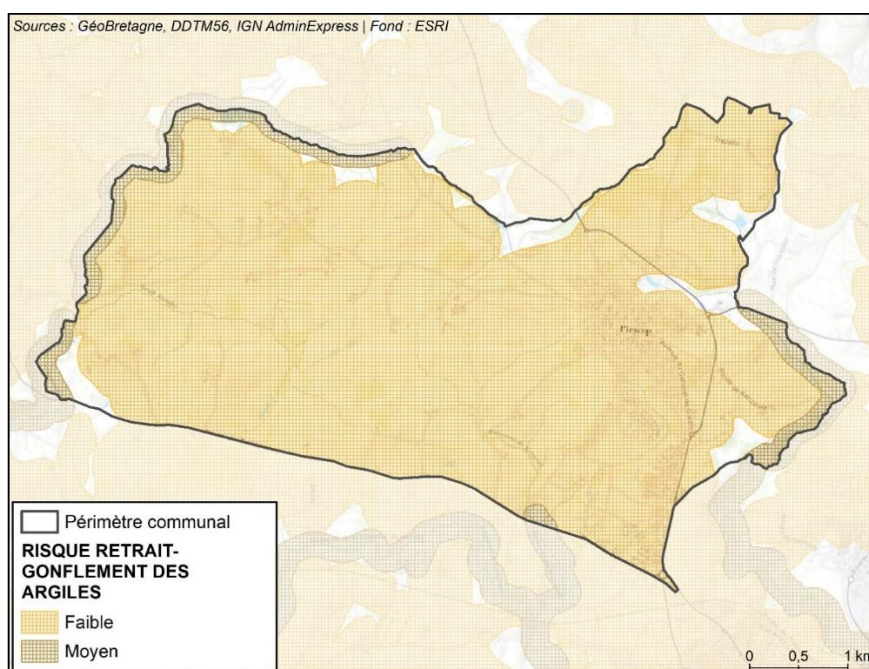 Sources : GéoBretagne, DDTM56, IGN AdminExpress | Fond : ESRI
Plescop
Périmètre communal
RISQUE RETRAIT-
GONFLEMENT DES
ARGILES
Faible
Moyen
0 0,5 1 km